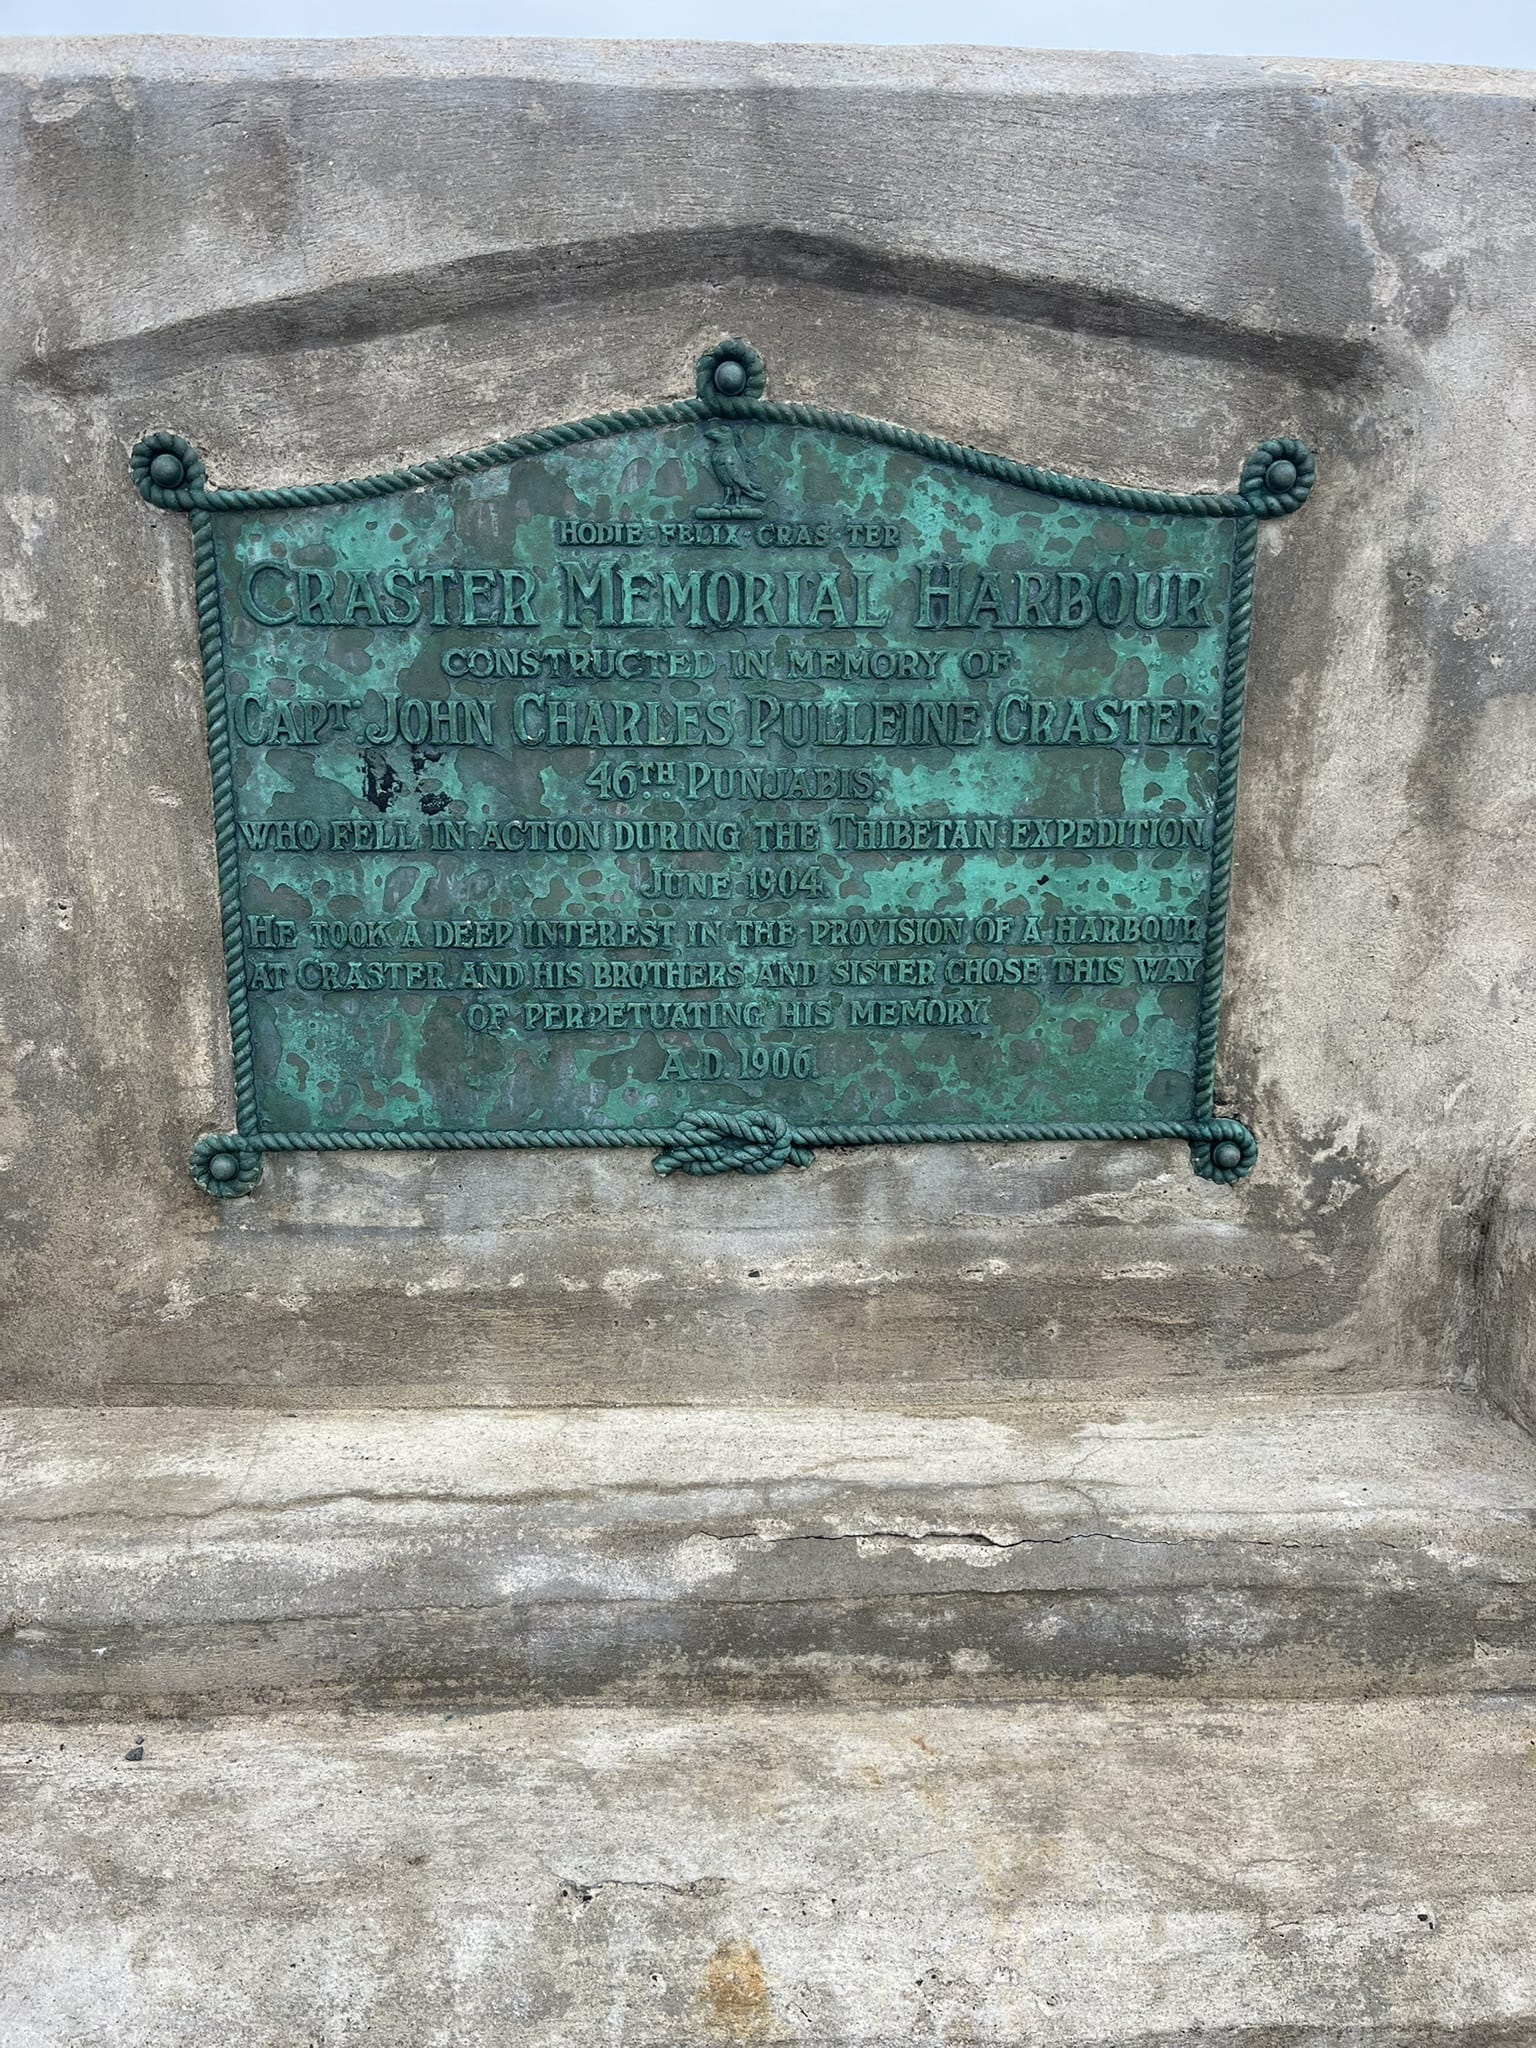 HODIE·FELIX·CRAS·TER
CRASTER MEMORIAL HARBOUR
CONSTRUCTED IN MEMORY OF
CAPT. JOHN CHARLES PULLEINE CRASTER
46TH PUNJABIS.
WHO FELL IN ACTION DURING THE THIBETAN EXPEDITION
JUNE 1904.
HE TOOK A DEEP INTEREST IN THE PROVISION OF A HARBOUR
AT CRASTER, AND HIS BROTHERS AND SISTER CHOSE THIS WAY
OF PERPETUATING HIS MEMORY.
A.D. 1906.